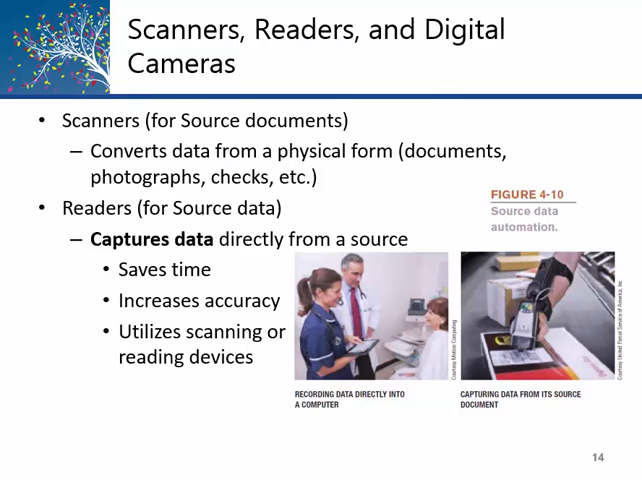 Scanners, Readers, and Digital
Cameras
• Scanners (for Source documents)
– Converts data from a physical form (documents,
photographs, checks, etc.)
• Readers (for Source data)
– Captures data directly from a source
• Saves time
• Increases accuracy
• Utilizes scanning or
reading devices
FIGURE 4-10
Source data
automation.
Courtesy Motion Computing
Courtesy United Parcel Service of America, Inc.
RECORDING DATA DIRECTLY INTO
A COMPUTER
CAPTURING DATA FROM ITS SOURCE
DOCUMENT
14